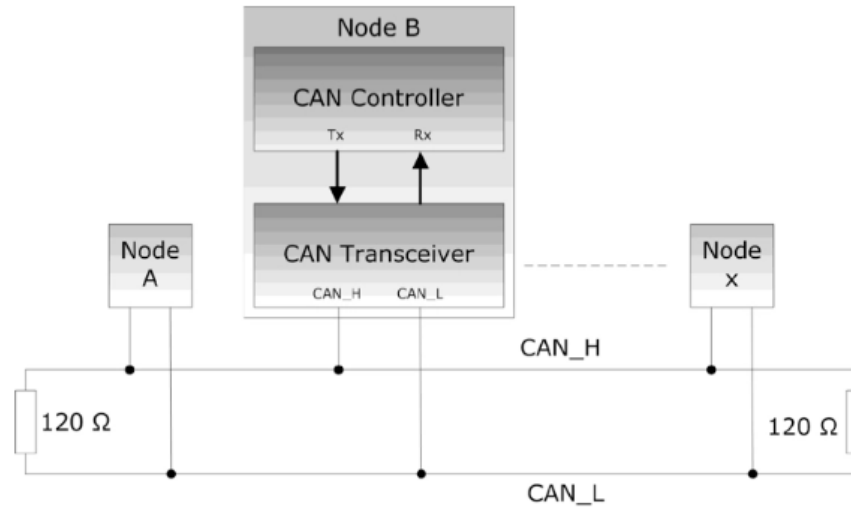 Node B
CAN Controller
Tx Rx
Node
A
CAN Transceiver
CAN_H CAN_L
Node
x
CAN_H
120 Ω
120 Ω
CAN_L